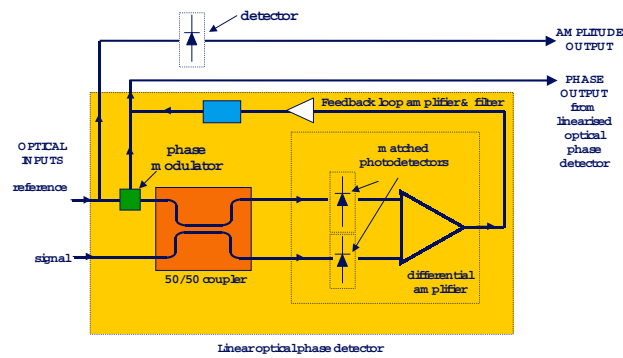 detector
AMPLITUDE
OUTPUT
PHASE
OUTPUT
from
linearised
optical
phase
detector
Feedback loop amplifier & filter
OPTICAL
INPUTS
reference
phase
modulator
matched
photodetectors
signal
50/50 coupler
differential
amplifier
Linear optical phase detector